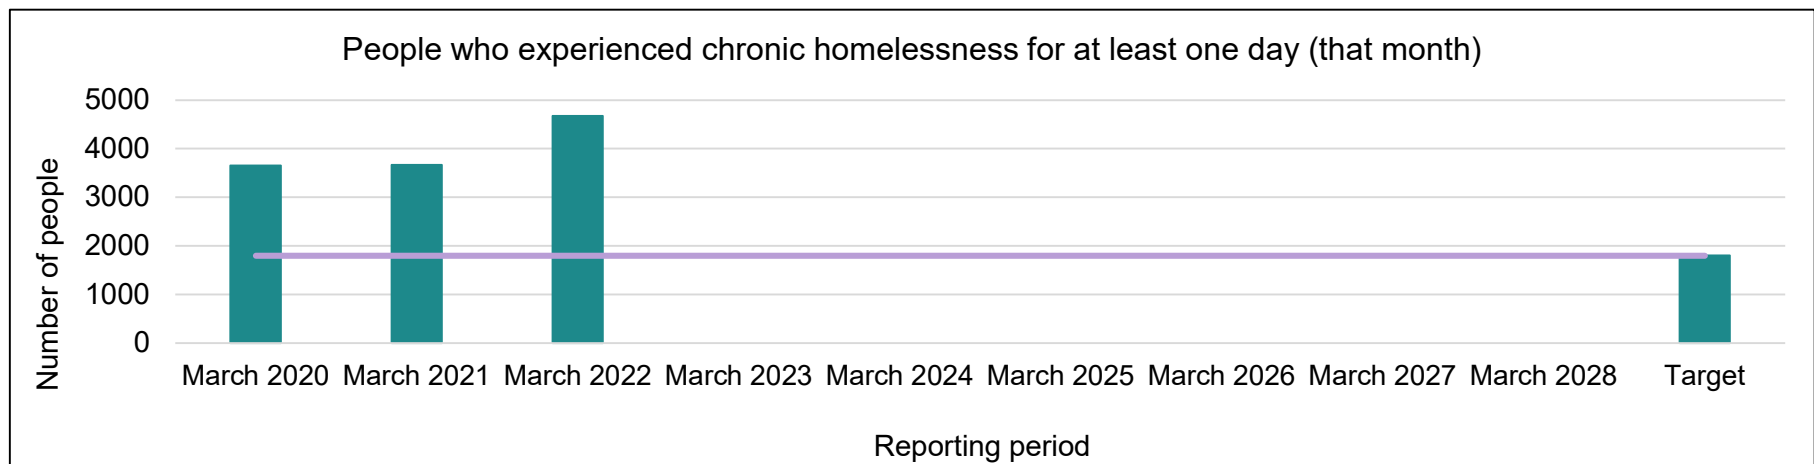 People who experienced chronic homelessness for at least one day (that month)
Number of people
5000
4000
3000
2000
1000
0
March 2020 March 2021 March 2022 March 2023 March 2024 March 2025 March 2026 March 2027 March 2028 Target
Reporting period